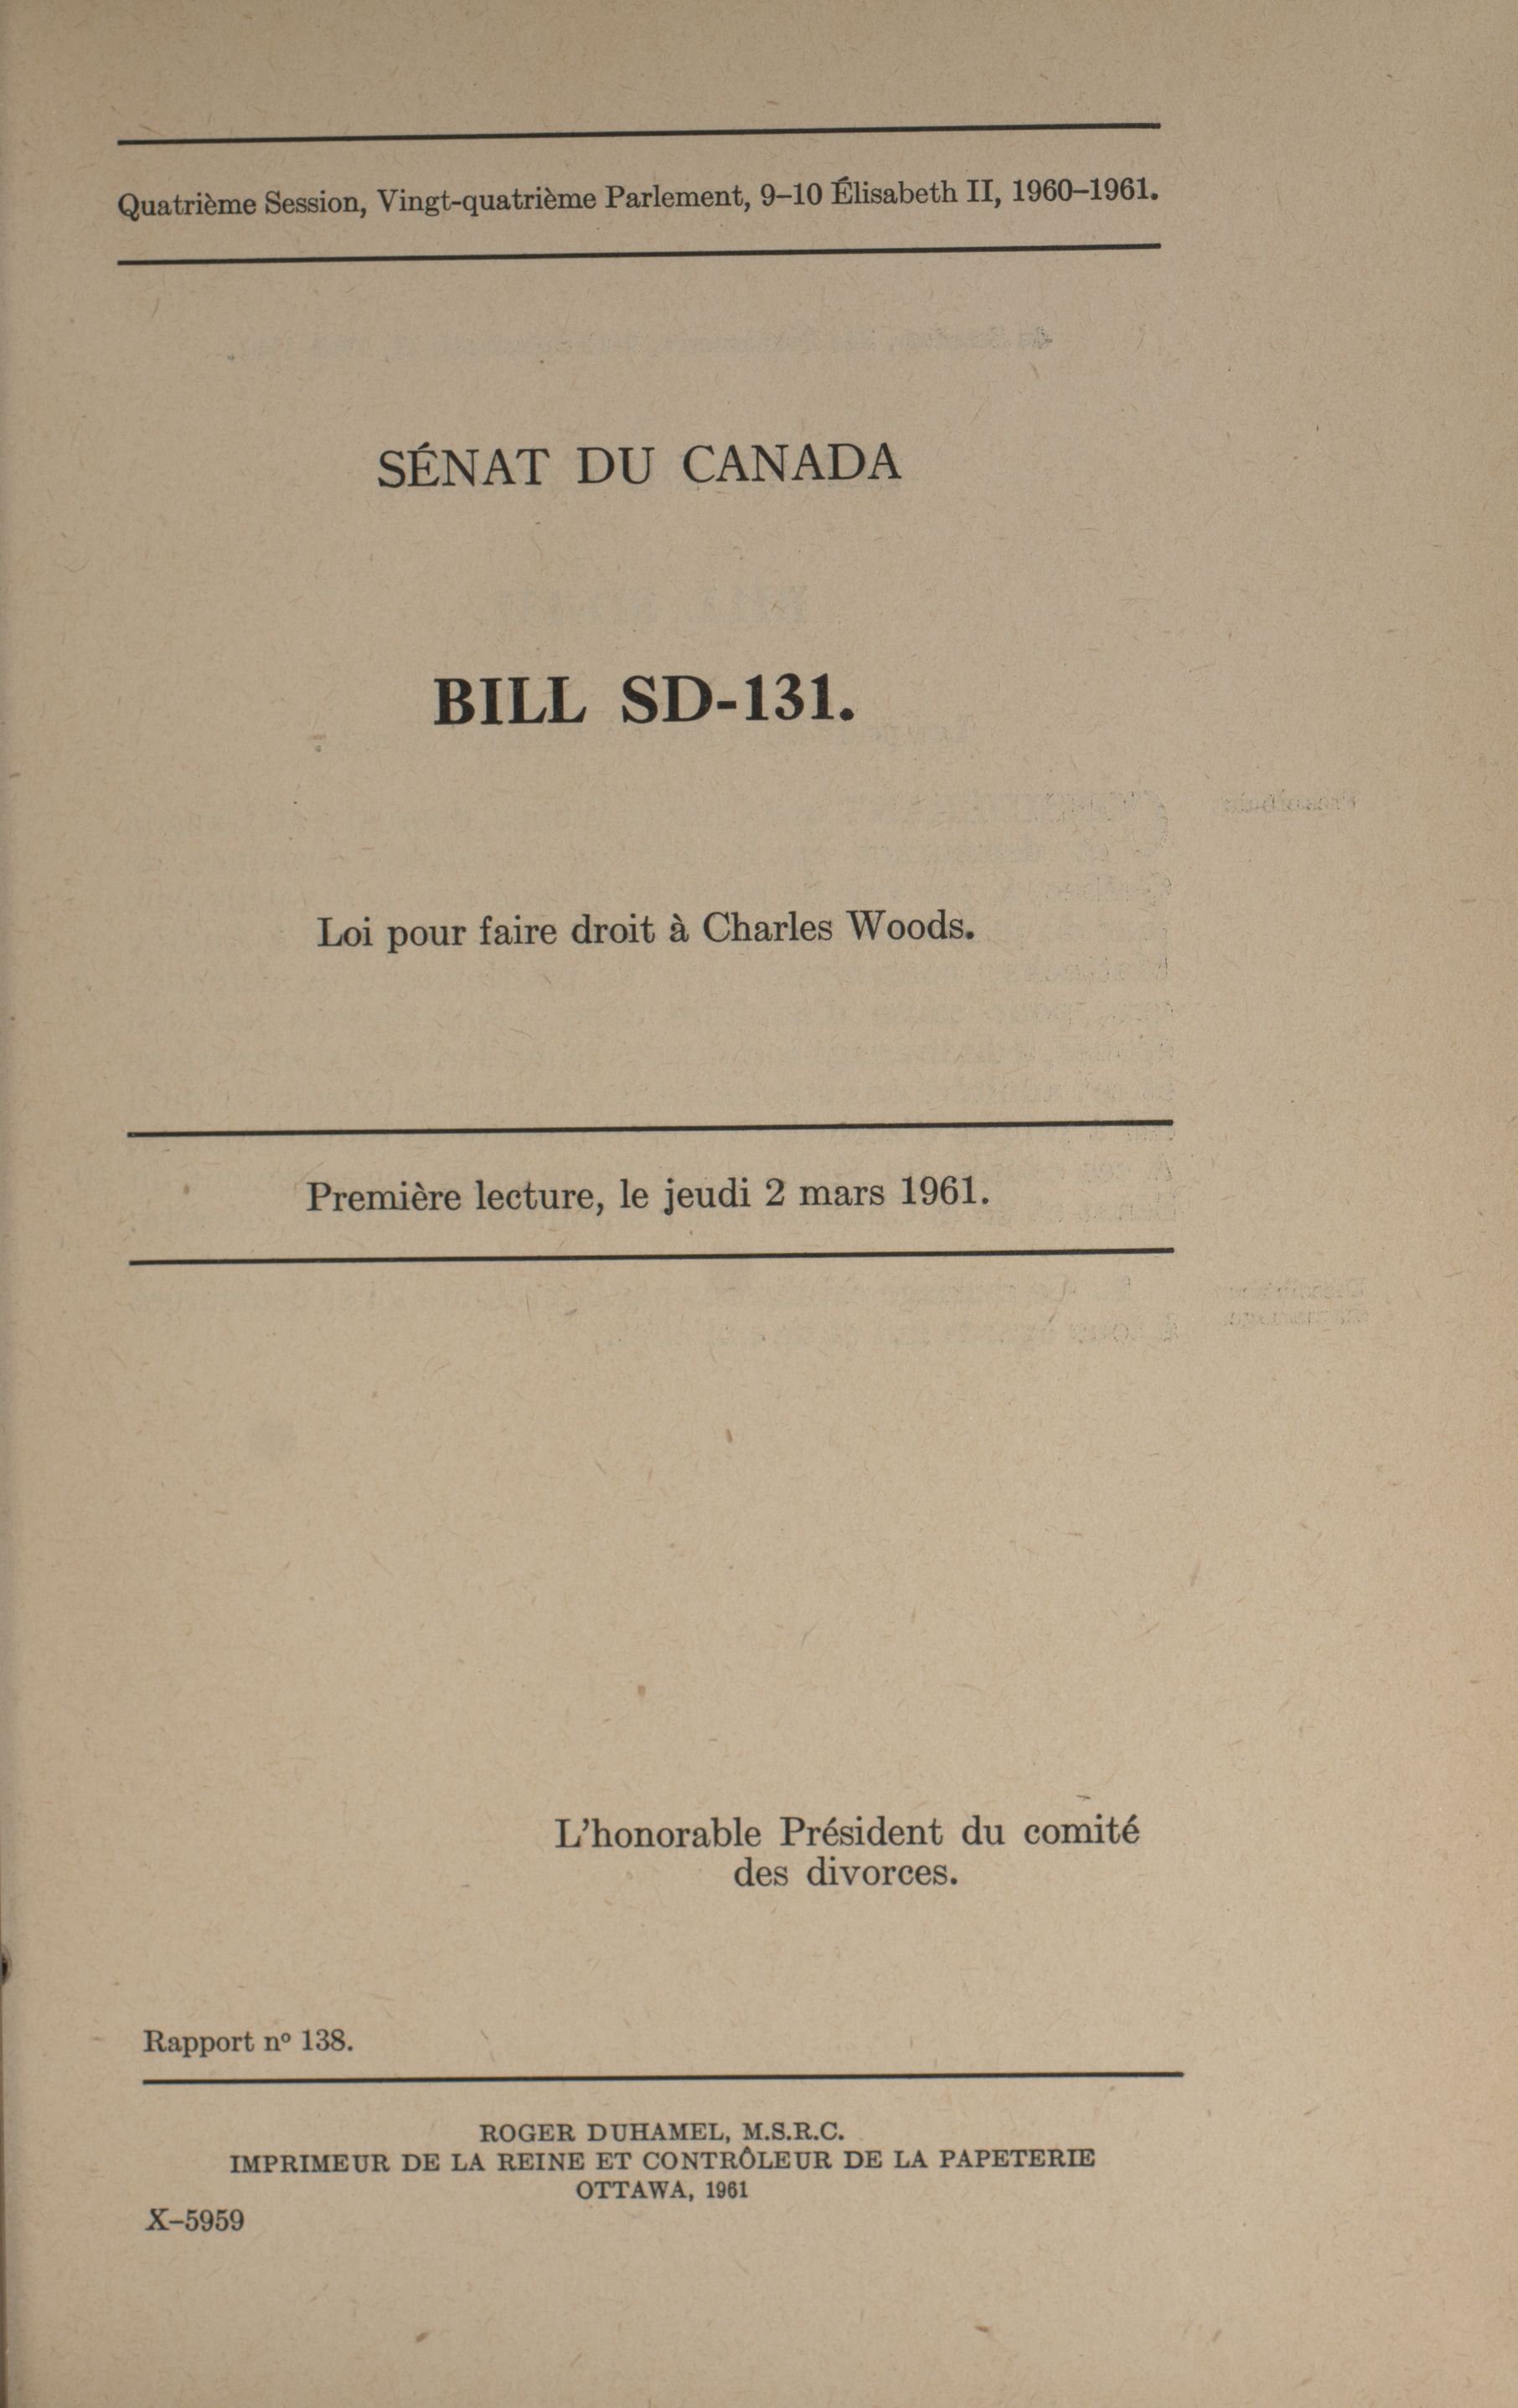 Quatrième Session, Vingt-quatrième Parlement, 9–10 Élisabeth II, 1960–1961.
SÉNAT DU CANADA
BILL SD-131.
Loi pour faire droit à Charles Woods.
Première lecture, le jeudi 2 mars 1961.
L'honorable Président du comité
des divorces.
Rapport nº 138.
ROGER DUHAMEL, M.S.R.C.
IMPRIMEUR DE LA REINE ET CONTRÔLEUR DE LA PAPETERIE
OTTAWA, 1961
X–5959